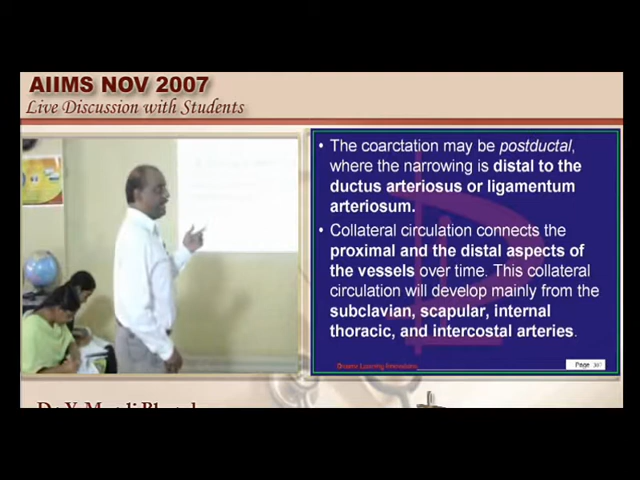 AIIMS NOV 2007
Live Discussion with Students
• The coarctation may be postductal,
where the narrowing is distal to the
ductus arteriosus or ligamentum
arteriosum.
• Collateral circulation connects the
proximal and the distal aspects of
the vessels over time. This collateral
circulation will develop mainly from the
subclavian, scapular, internal
thoracic, and intercostal arteries.
Page